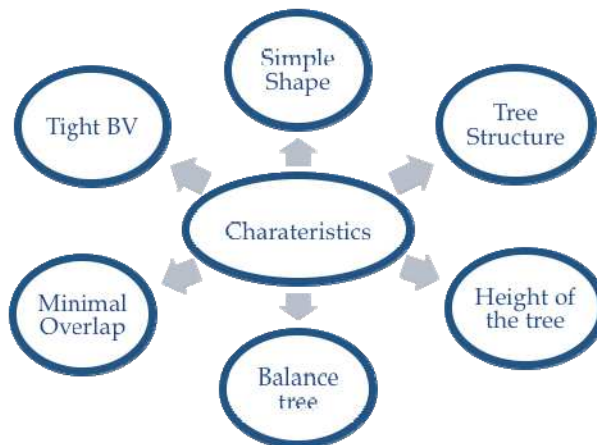 Simple
Shape
Tight BV
Tree
Structure
Charateristics
Minimal
Overlap
Height of
the tree
Balance
tree